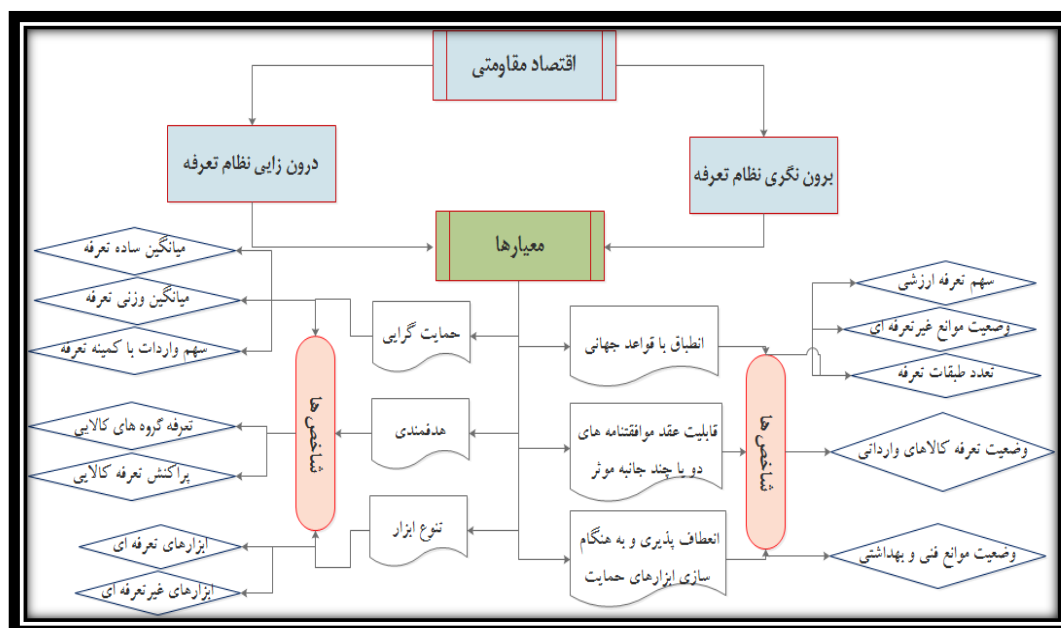 اقتصاد مقاومتی
برون نگری نظام تعرفه
درون زایی نظام تعرفه
معیارها
سهم تعرفه ارزشی
وضعیت موانع غیرتعرفه ای
تعدد طبقات تعرفه
وضعیت تعرفه کالاهای وارداتی
وضعیت موانع فنی و بهداشتی
شاخص ها
انطباق با قواعد جهانی
قابلیت عقد موافقتنامه های
دو یا چند جانبه موثر
انعطاف پذیری و به هنگام
سازی ابزارهای حمایت
حمایت گرایی
هدفمندی
تنوع ابزار
شاخص ها
میانگین ساده تعرفه
میانگین وزنی تعرفه
سهم واردات با کمینه تعرفه
تعرفه گروه های کالایی
پراکنش تعرفه کالایی
ابزارهای تعرفه ای
ابزارهای غیرتعرفه ای